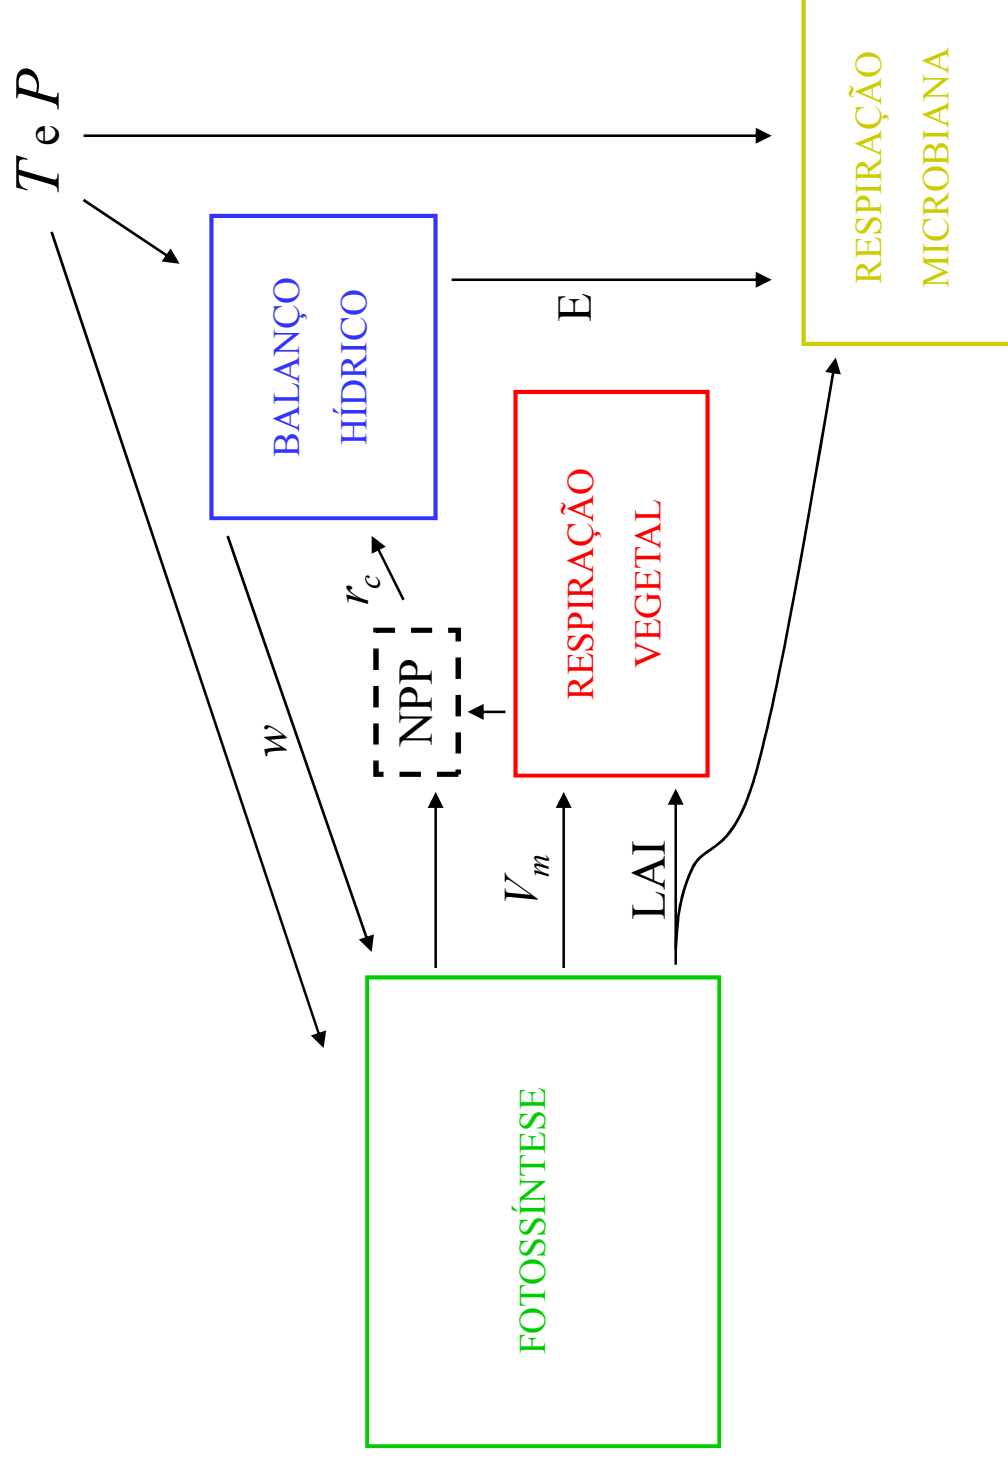 T e P
BALANÇO
HÍDRICO
RESPIRAÇÃO
MICROBIANA
E
w
r_c
NPP
RESPIRAÇÃO
VEGETAL
V_m
LAI
FOTOSSÍNTESE